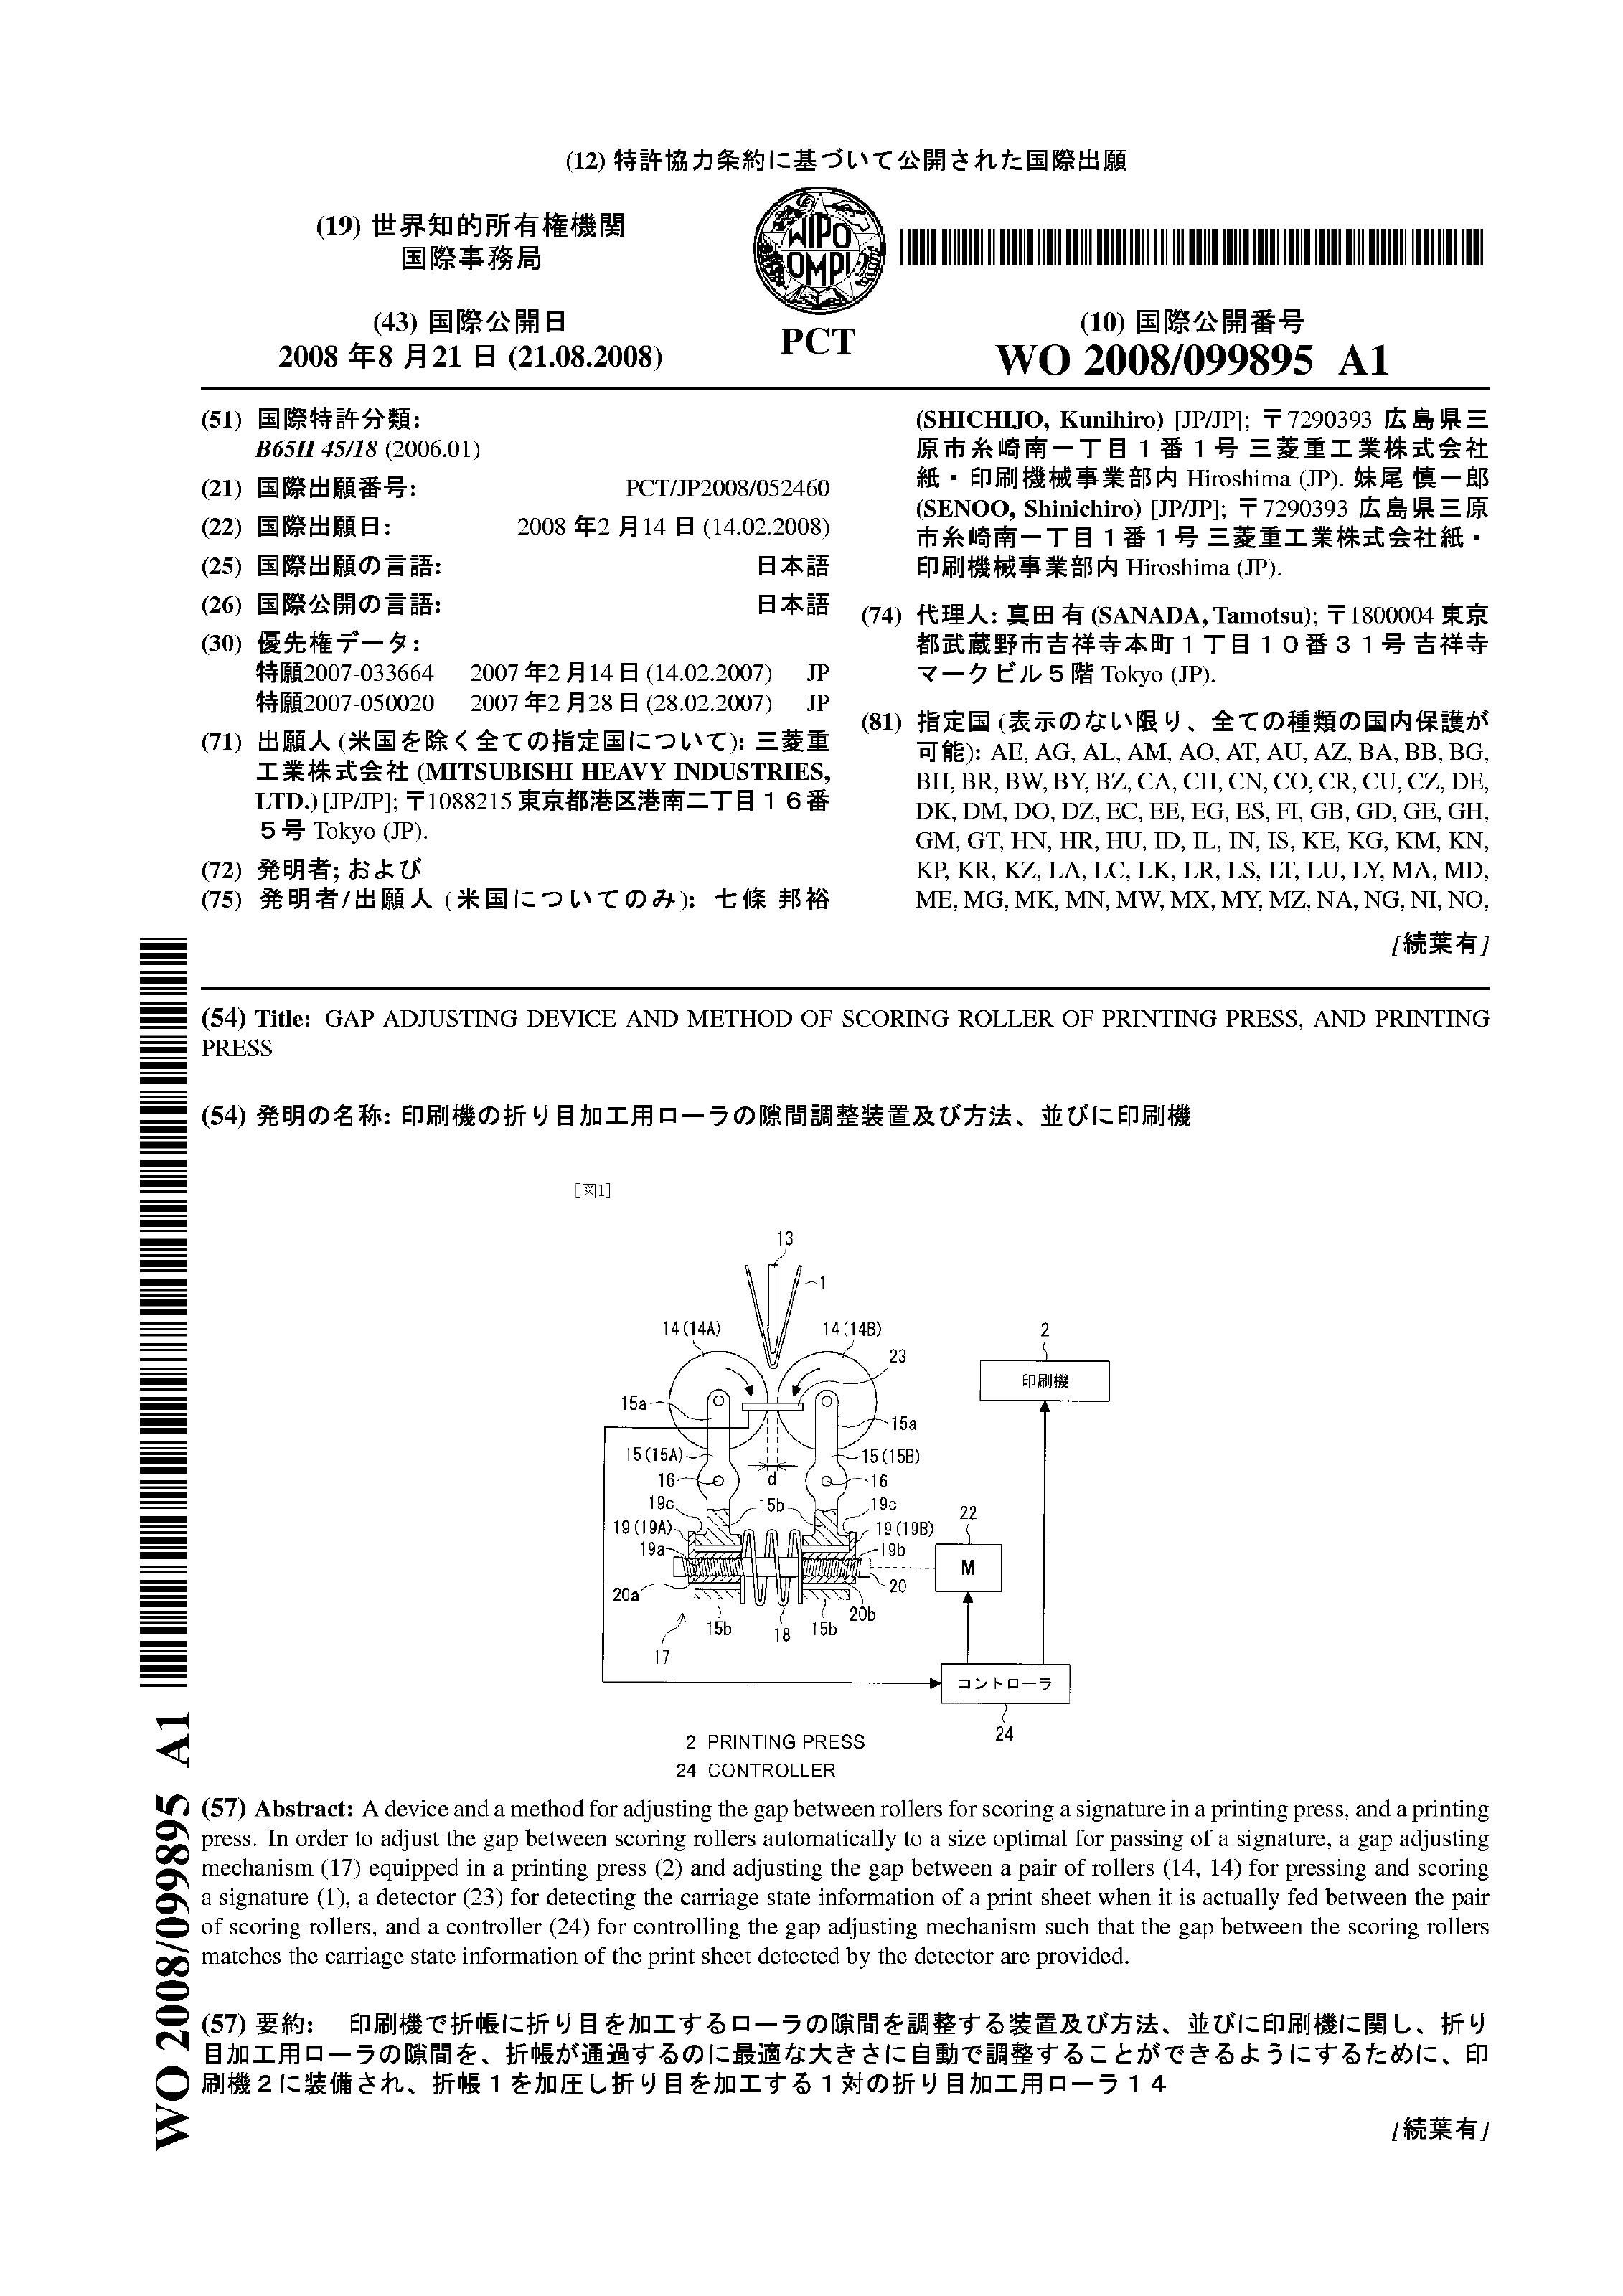 (12) 特許協力条約に基づいて公開された国際出願
(19) 世界知的所有権機関
国際事務局
WIPO
OMPI
PCT
(43) 国際公開日
2008 年8 月21 日 (21.08.2008)
(10) 国際公開番号
WO 2008/099895 A1
(51) 国際特許分類:
B65H 45/18 (2006.01)
(21) 国際出願番号: PCT/JP2008/052460
(22) 国際出願日: 2008 年2 月14 日 (14.02.2008)
(25) 国際出願の言語: 日本語
(26) 国際公開の言語: 日本語
(30) 優先権データ:
特願2007-033664 2007 年2 月14 日 (14.02.2007) JP
特願2007-050020 2007 年2 月28 日 (28.02.2007) JP
(71) 出願人 (米国を除く全ての指定国について): 三菱重
工業株式会社 (MITSUBISHI HEAVY INDUSTRIES,
LTD.) [JP/JP]; 〒1088215 東京都港区港南二丁目１６番
５号 Tokyo (JP).
(72) 発明者; および
(75) 発明者/出願人 (米国についてのみ): 七條 邦裕
(SHICHIJO, Kunihiro) [JP/JP]; 〒7290393 広島県三
原市糸崎南一丁目１番１号 三菱重工業株式会社
紙・印刷機械事業部内 Hiroshima (JP). 妹尾 慎一郎
(SENOO, Shinichiro) [JP/JP]; 〒7290393 広島県三原
市糸崎南一丁目１番１号 三菱重工業株式会社紙・
印刷機械事業部内 Hiroshima (JP).
(74) 代理人: 真田 有 (SANADA, Tamotsu); 〒1800004 東京
都武蔵野市吉祥寺本町１丁目１０番３１号 吉祥寺
マークビル５階 Tokyo (JP).
(81) 指定国 (表示のない限り、全ての種類の国内保護が
可能): AE, AG, AL, AM, AO, AT, AU, AZ, BA, BB, BG,
BH, BR, BW, BY, BZ, CA, CH, CN, CO, CR, CU, CZ, DE,
DK, DM, DO, DZ, EC, EE, EG, ES, FI, GB, GD, GE, GH,
GM, GT, HN, HR, HU, ID, IL, IN, IS, KE, KG, KM, KN,
KP, KR, KZ, LA, LC, LK, LR, LS, LT, LU, LY, MA, MD,
ME, MG, MK, MN, MW, MX, MY, MZ, NA, NG, NI, NO,
[続葉有]
(54) Title: GAP ADJUSTING DEVICE AND METHOD OF SCORING ROLLER OF PRINTING PRESS, AND PRINTING
PRESS
(54) 発明の名称: 印刷機の折り目加工用ローラの隙間調整装置及び方法、並びに印刷機
[図1]
13
1
14(14A)
14(14B)
23
2
印刷機
15a
15a
15(15A)
15(15B)
16
d
16
19c
15b
19c
22
19(19A)
19(19B)
19a
19b
M
20a
20
20b
15b
18
15b
17
コントローラ
24
2 PRINTING PRESS
24 CONTROLLER
(57) Abstract: A device and a method for adjusting the gap between rollers for scoring a signature in a printing press, and a printing
press. In order to adjust the gap between scoring rollers automatically to a size optimal for passing of a signature, a gap adjusting
mechanism (17) equipped in a printing press (2) and adjusting the gap between a pair of rollers (14, 14) for pressing and scoring
a signature (1), a detector (23) for detecting the carriage state information of a print sheet when it is actually fed between the pair
of scoring rollers, and a controller (24) for controlling the gap adjusting mechanism such that the gap between the scoring rollers
matches the carriage state information of the print sheet detected by the detector are provided.
(57) 要約: 印刷機で折帳に折り目を加工するローラの隙間を調整する装置及び方法、並びに印刷機に関し、折り
目加工用ローラの隙間を、折帳が通過するのに最適な大きさに自動で調整することができるようにするために、印
刷機２に装備され、折帳１を加圧し折り目を加工する１対の折り目加工用ローラ１４
[続葉有]
WO 2008/099895 A1